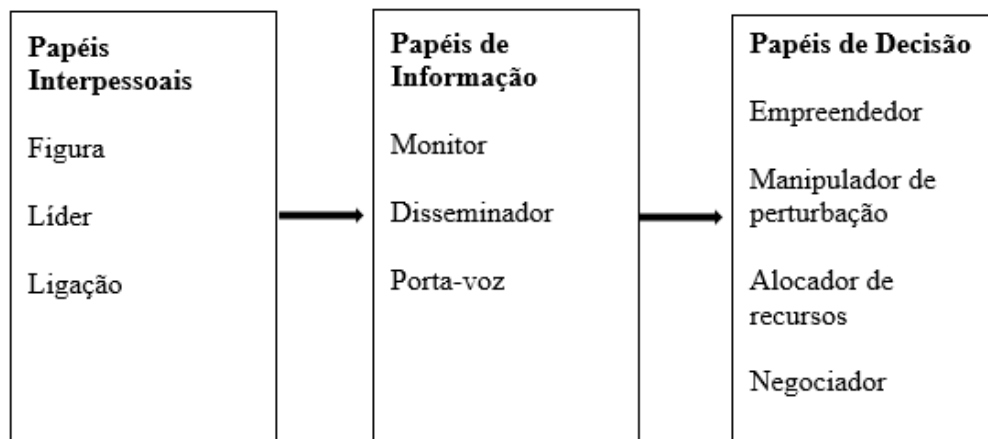 Papéis
Interpessoais
Figura
Líder
Ligação
Papéis de
Informação
Monitor
Disseminador
Porta-voz
Papéis de Decisão
Empreendedor
Manipulador de
perturbação
Alocador de
recursos
Negociador